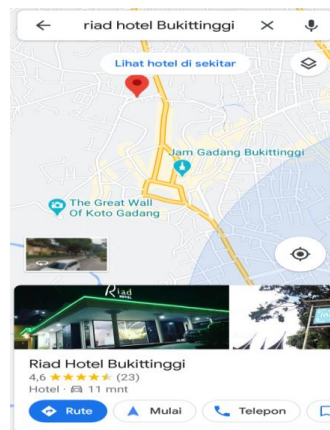 riad hotel Bukittinggi
Lihat hotel di sekitar
Jam Gadang Bukittinggi
The Great Wall
Of Koto Gadang
Riad
HOTEL
Riad Hotel Bukittinggi
4,6 (23)
Hotel · 11 mnt
Rute
Mulai
Telepon